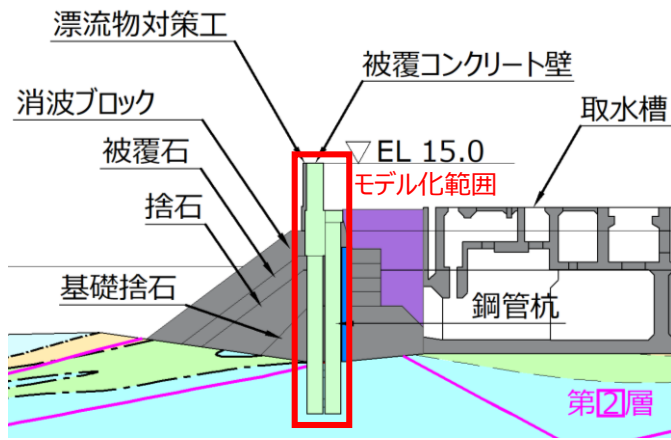 漂流物対策工
被覆コンクリート壁
消波ブロック
取水槽
被覆石
▽EL 15.0
モデル化範囲
捨石
基礎捨石
鋼管杭
第2層